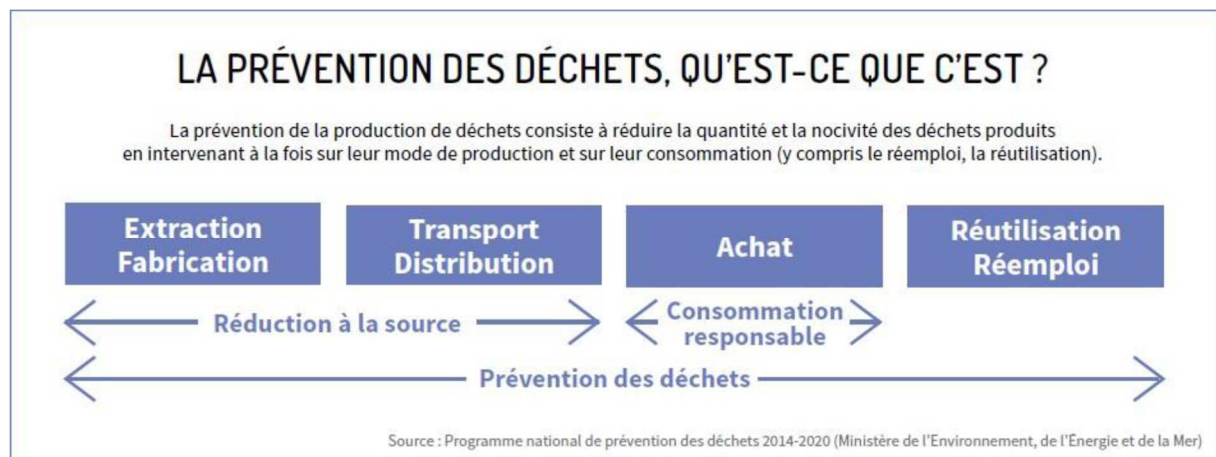 LA PRÉVENTION DES DÉCHETS, QU'EST-CE QUE C'EST ?
La prévention de la production de déchets consiste à réduire la quantité et la nocivité des déchets produits
en intervenant à la fois sur leur mode de production et sur leur consommation (y compris le réemploi, la réutilisation).
Extraction
Fabrication
Transport
Distribution
Achat
Réutilisation
Réemploi
Réduction à la source
Consommation
responsable
Prévention des déchets
Source : Programme national de prévention des déchets 2014-2020 (Ministère de l'Environnement, de l'Énergie et de la Mer)